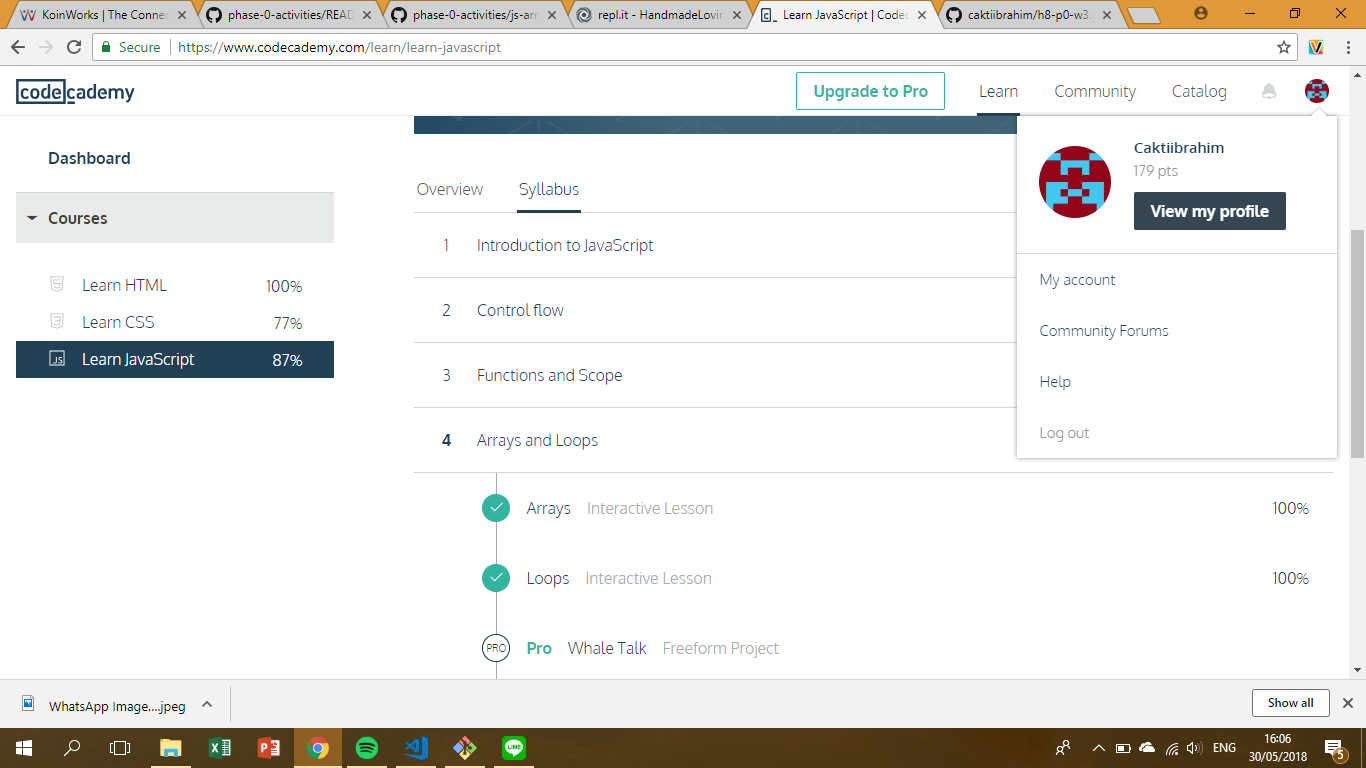 KoinWorks | The Connec
phase-0-activities/READ
phase-0-activities/js-arr
repl.it - HandmadeLovin
Learn JavaScript | Codec
caktiibrahim/h8-p0-w3
Secure
https://www.codecademy.com/learn/learn-javascript
codecademy
Upgrade to Pro
Learn
Community
Catalog
Dashboard
Courses
Learn HTML 100%
Learn CSS 77%
JS Learn JavaScript 87%
Overview
Syllabus
1 Introduction to JavaScript
2 Control flow
3 Functions and Scope
4 Arrays and Loops
Arrays Interactive Lesson 100%
Loops Interactive Lesson 100%
PRO Pro Whale Talk Freeform Project
Caktiibrahim
179 pts
View my profile
My account
Community Forums
Help
Log out
WhatsApp Image....jpeg
Show all
LINE
ENG
16:06
30/05/2018
5